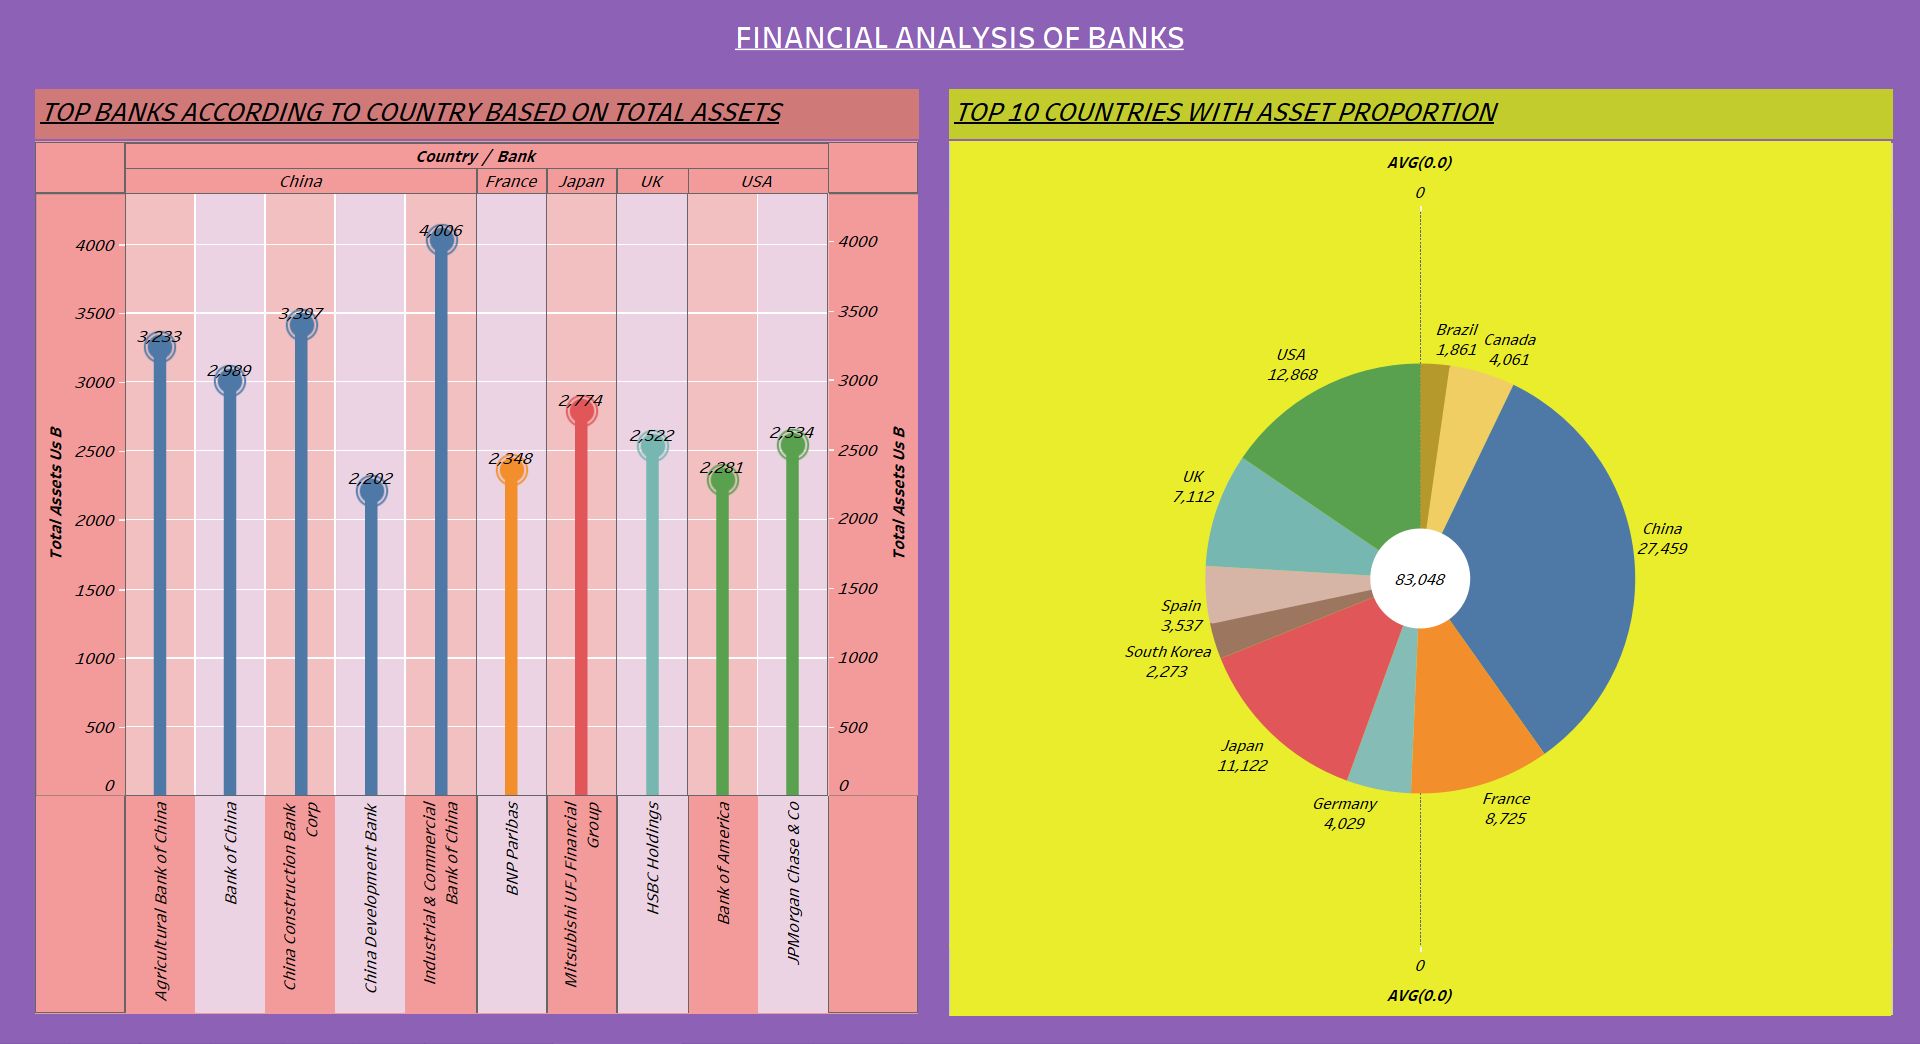 FINANCIAL ANALYSIS OF BANKS
TOP BANKS ACCORDING TO COUNTRY BASED ON TOTAL ASSETS
Country / Bank
China France Japan UK USA
4000
3500
3000
2500
2000
1500
1000
500
0
Total Assets Us B
3,233
2,989
3,397
2,202
4,006
2,348
2,774
2,522
2,281
2,534
4000
3500
3000
2500
2000
1500
1000
500
0
Total Assets Us B
Agricultural Bank of China
Bank of China
China Construction Bank
Corp
China Development Bank
Industrial & Commercial
Bank of China
BNP Paribas
Mitsubishi UFJ Financial
Group
HSBC Holdings
Bank of America
JPMorgan Chase & Co
TOP 10 COUNTRIES WITH ASSET PROPORTION
AVG(0.0)
0
Brazil
1,861
Canada
4,061
China
27,459
France
8,725
Germany
4,029
Japan
11,122
South Korea
2,273
Spain
3,537
UK
7,112
USA
12,868
83,048
0
AVG(0.0)